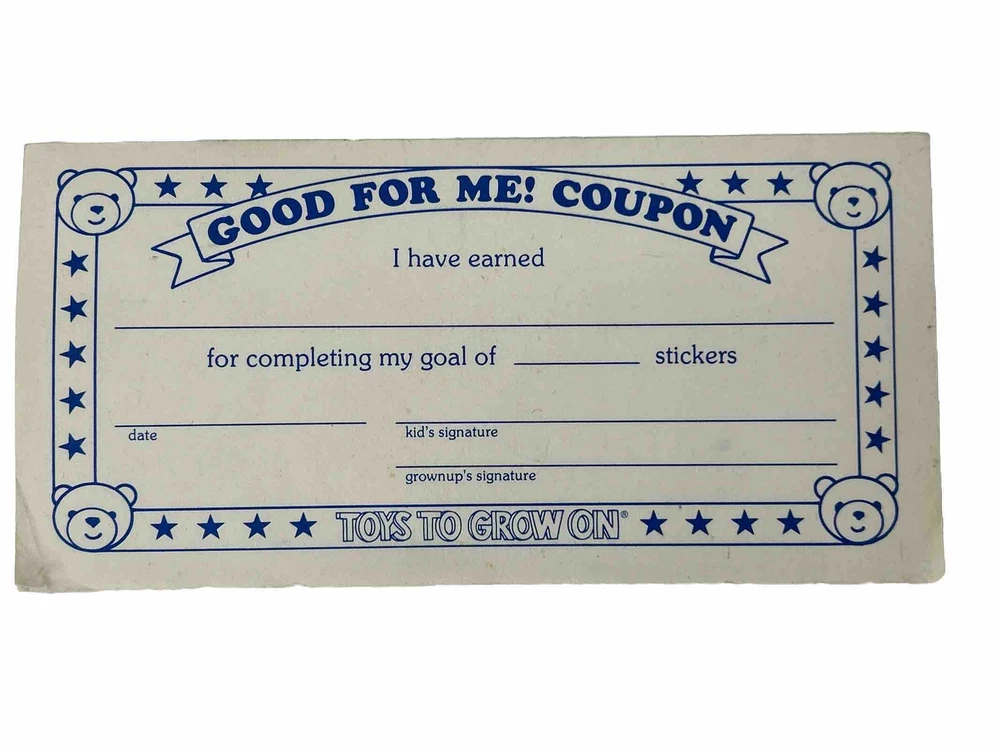 GOOD FOR ME! COUPON
I have earned
for completing my goal of ______ stickers
date
kid's signature
grownup's signature
TOYS TO GROW ON®